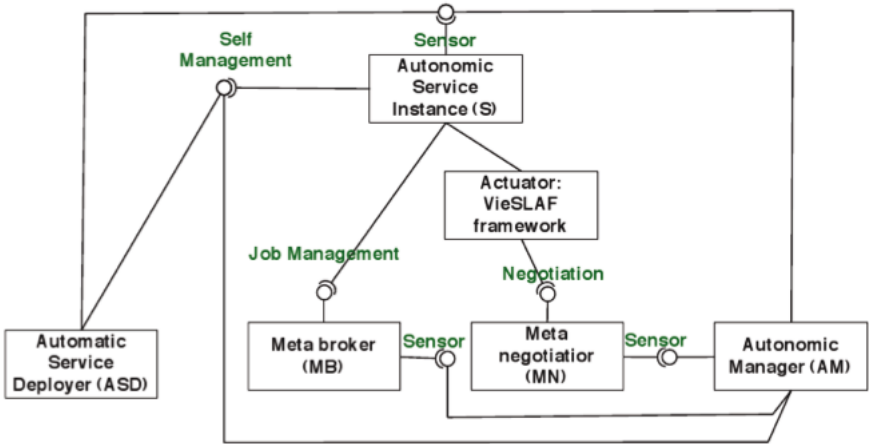 Self
Management
Sensor
Autonomic
Service
Instance (S)
Actuator:
VieSLAF
framework
Job Management
Negotiation
Automatic
Service
Deployer (ASD)
Meta broker
(MB)
Sensor
Meta
negotiatior
(MN)
Sensor
Autonomic
Manager (AM)